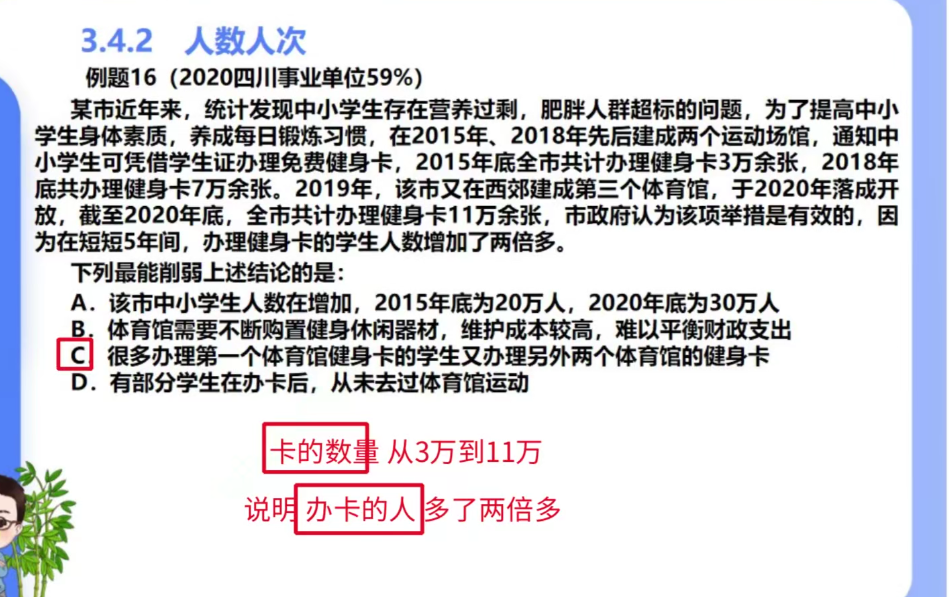 3.4.2 人数人次
例题16（2020四川事业单位59%）
某市近年来，统计发现中小学生存在营养过剩，肥胖人群超标的问题，为了提高中小
学生身体素质，养成每日锻炼习惯，在2015年、2018年先后建成两个运动场馆，通知中
小学生可凭借学生证办理免费健身卡，2015年底全市共计办理健身卡3万余张，2018年
底共办理健身卡7万余张。2019年，该市又在西郊建成第三个体育馆，于2020年落成开
放，截至2020年底，全市共计办理健身卡11万余张，市政府认为该项举措是有效的，因
为在短短5年间，办理健身卡的学生人数增加了两倍多。
下列最能削弱上述结论的是：
A．该市中小学生人数在增加，2015年底为20万人，2020年底为30万人
B．体育馆需要不断购置健身休闲器材，维护成本较高，难以平衡财政支出
C．很多办理第一个体育馆健身卡的学生又办理另外两个体育馆的健身卡
D．有部分学生在办卡后，从未去过体育馆运动
卡的数量 从3万到11万
说明 办卡的人 多了两倍多